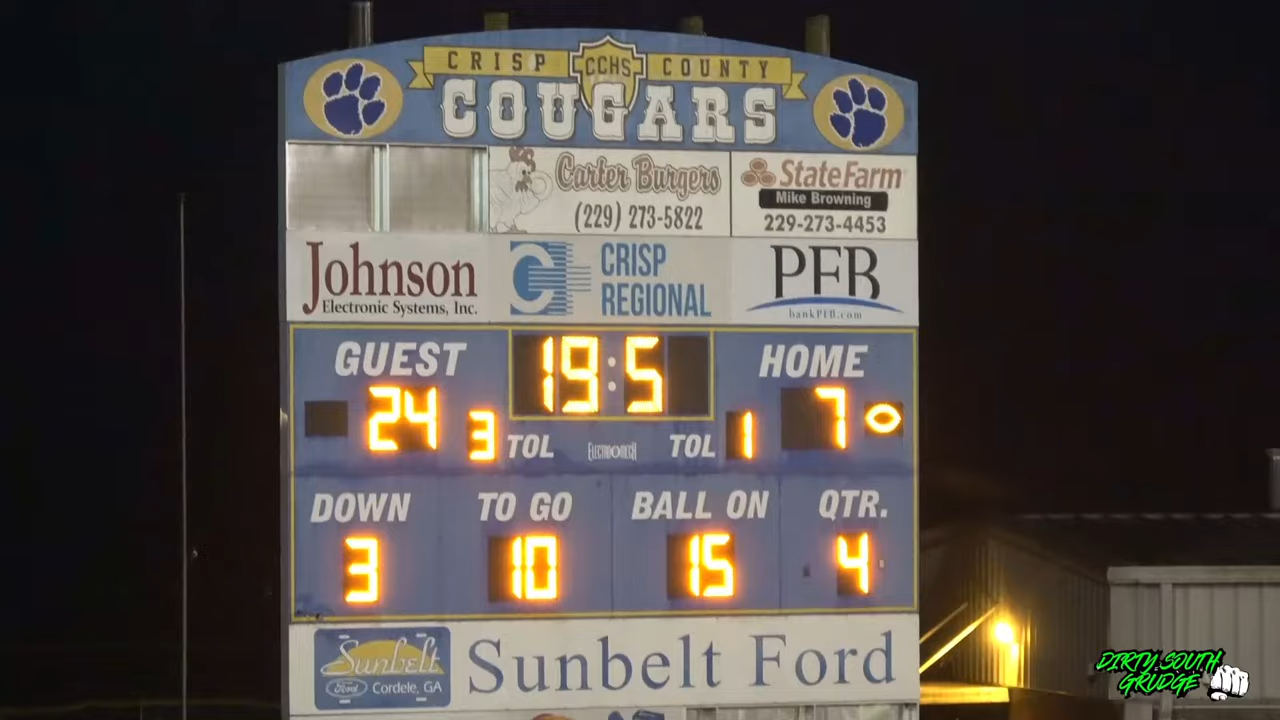 CRISP CCHS COUNTY
COUGARS
Carter Burgers
(229) 273-5822
State Farm
Mike Browning
229-273-4453
Johnson
Electronic Systems, Inc.
CRISP
REGIONAL
PFB
bankPFB.com
GUEST
19:5
HOME
24
3
TOL
ELECTRO-MECH
TOL
1
7
DOWN
TO GO
BALL ON
QTR.
3
10
15
4
Sunbelt
Ford
Cordele, GA
Sunbelt Ford
DIRTY SOUTH
GRUDGE